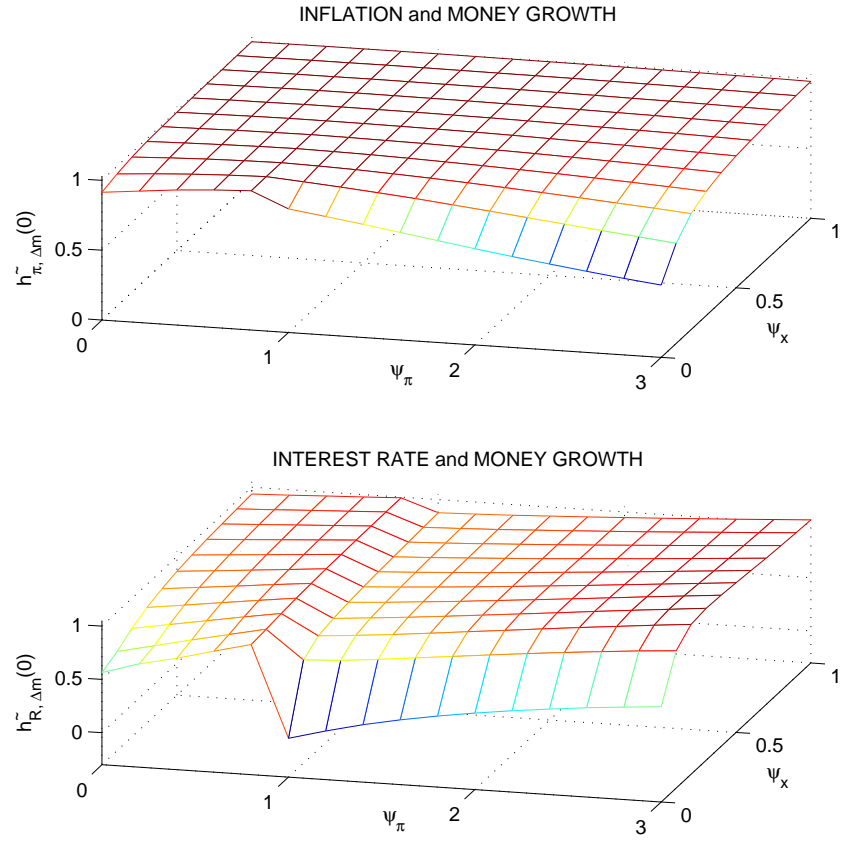 INFLATION and MONEY GROWTH
1
0.5
0
h~π, Δm(0)
0
1
2
3
ψπ
0
0.5
1
ψx
INTEREST RATE and MONEY GROWTH
1
0.5
0
h~R, Δm(0)
0
1
2
3
ψπ
0
0.5
1
ψx